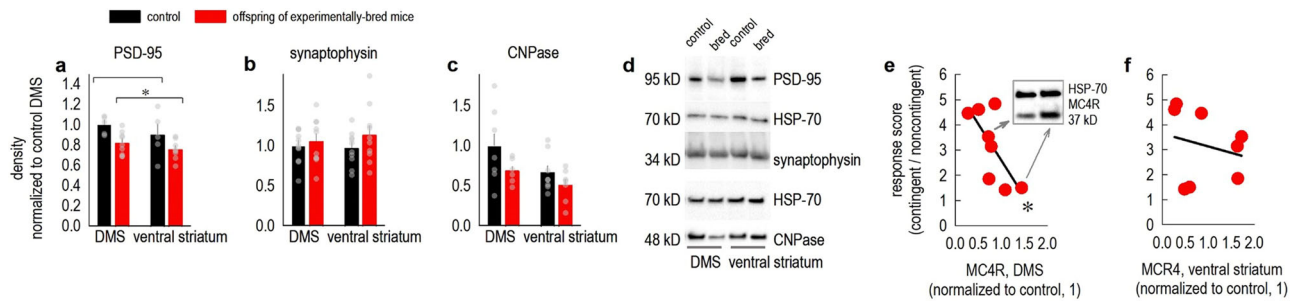 control
offspring of experimentally-bred mice
PSD-95
synaptophysin
CNPase
a
b
c
d
e
f
density
normalized to control DMS
1.4
1.2
1.0
0.8
0.6
0.4
0.2
0.0
*
DMS ventral striatum
1.5
1.0
0.5
0.0
DMS ventral striatum
1.5
1.0
0.5
0.0
DMS ventral striatum
control
bred
control
bred
95 kD PSD-95
70 kD HSP-70
34 kD synaptophysin
70 kD HSP-70
48 kD CNPase
DMS ventral striatum
response score
(contingent / noncontingent)
6
5
4
3
2
1
0
HSP-70
MC4R
37 kD
*
0.0 0.5 1.0 1.5 2.0
MC4R, DMS
(normalized to control, 1)
6
5
4
3
2
1
0
0.0 0.5 1.0 1.5 2.0
MCR4, ventral striatum
(normalized to control, 1)